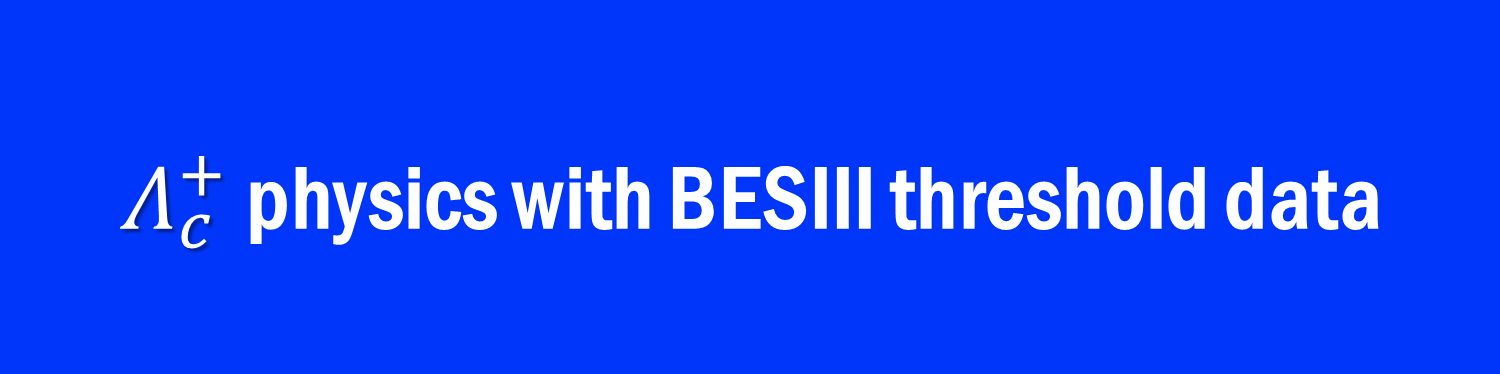 Λc⁺ physics with BESIII threshold data